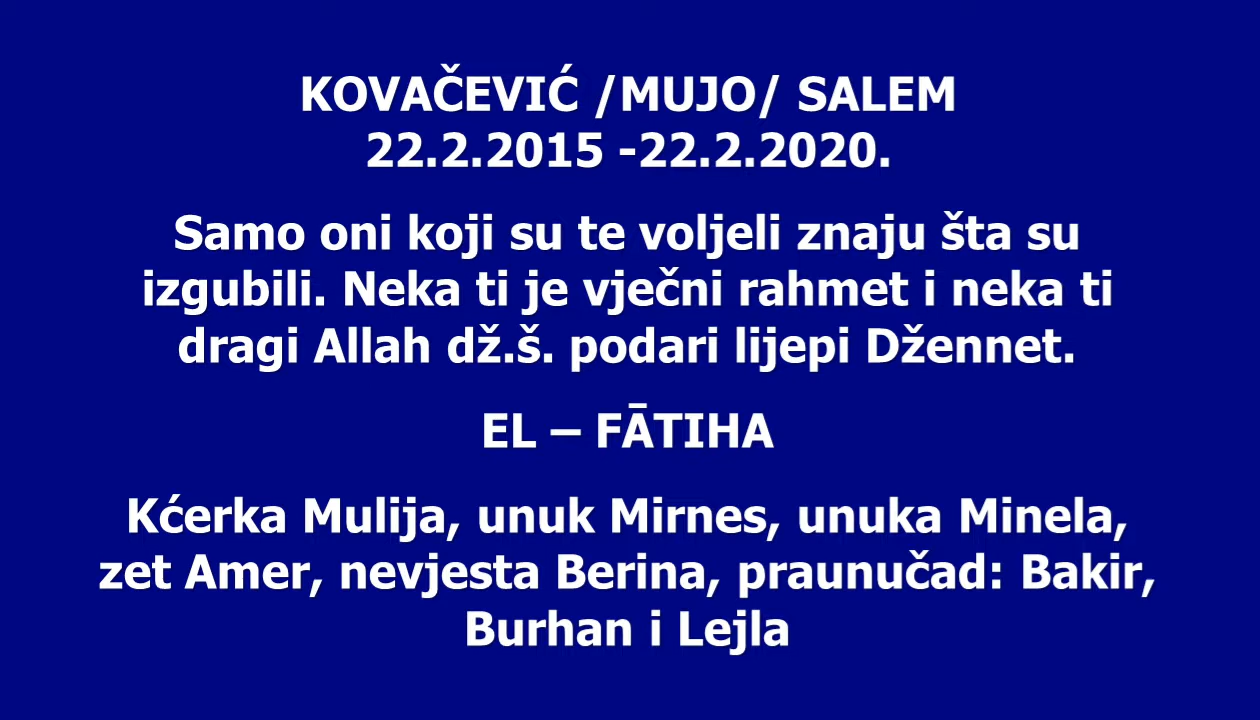 KOVAČEVIĆ /MUJO/ SALEM
22.2.2015 -22.2.2020.
Samo oni koji su te voljeli znaju šta su
izgubili. Neka ti je vječni rahmet i neka ti
dragi Allah dž.š. podari lijepi Džennet.
EL – FĀTIHA
Kćerka Mulija, unuk Mirnes, unuka Minela,
zet Amer, nevjesta Berina, praunučad: Bakir,
Burhan i Lejla